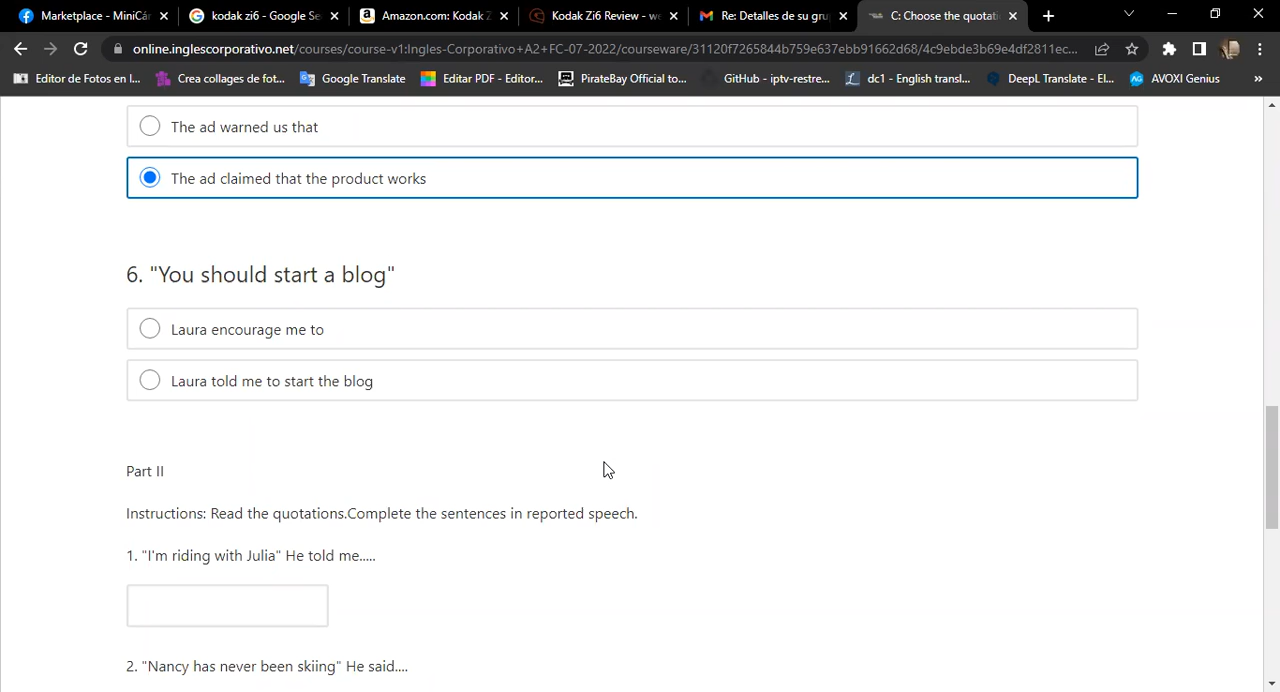 Marketplace - MiniCár
kodak zi6 - Google Se
Amazon.com: Kodak Z
Kodak Zi6 Review - we
Re: Detalles de su gru
C: Choose the quotati
online.inglescorporativo.net/courses/course-v1:Ingles-Corporativo+A2+FC-07-2022/courseware/31120f7265844b759e637ebb91662d68/4c9ebde3b69e4df2811ec...
Editor de Fotos en l...
Crea collages de fot...
Google Translate
Editar PDF - Editor...
PirateBay Official to...
GitHub - iptv-restre...
dc1 - English transl...
DeepL Translate - El...
AVOXI Genius
The ad warned us that
The ad claimed that the product works
6. "You should start a blog"
Laura encourage me to
Laura told me to start the blog
Part II
Instructions: Read the quotations.Complete the sentences in reported speech.
1. "I'm riding with Julia" He told me.....
2. "Nancy has never been skiing" He said....